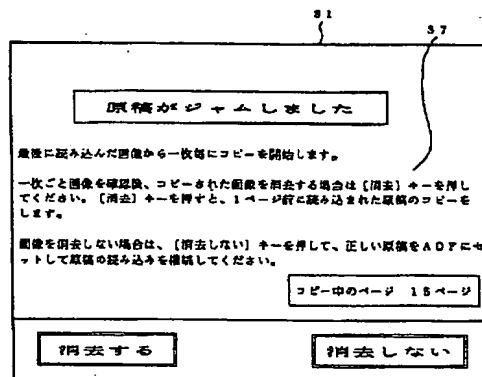 31
37
原稿がジャムしました
最後に読み込んだ画像から一枚毎にコピーを開始します。
一枚ごと画像を確認後、コピーされた画像を消去する場合は〔消去〕キーを押し
てください。〔消去〕キーを押すと、1ページ前に読み込まれた原稿のコピーを
します。
画像を消去しない場合は、〔消去しない〕キーを押して、正しい原稿をADFにセ
ットして原稿の読み込みを継続してください。
コピー中のページ 15ページ
消去する
消去しない